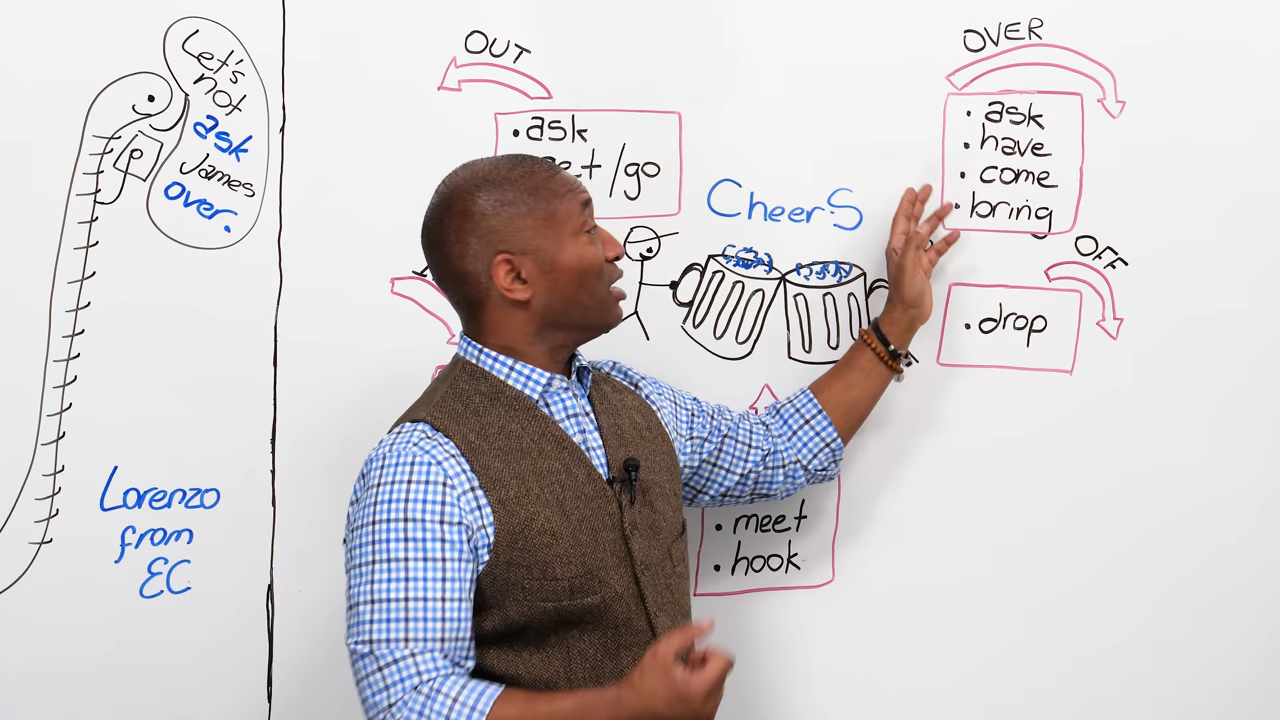 Let's
not
ask
James
over.
P
Lorenzo
from
EC
OUT
• ask
/go
CheerS
OVER
• ask
• have
• come
• bring
OFF
• drop
• meet
• hook